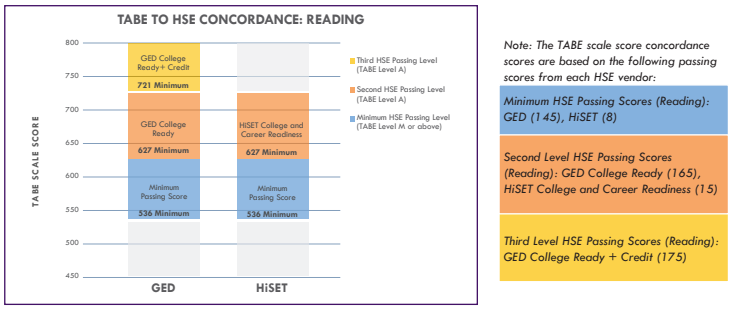 TABE TO HSE CONCORDANCE: READING
TABE SCALE SCORE
800
750
700
650
600
550
500
450
GED College
Ready+ Credit
721 Minimum
GED College
Ready
627 Minimum
Minimum
Passing Score
536 Minimum
GED
HiSET College and
Career Readiness
627 Minimum
Minimum
Passing Score
536 Minimum
HiSET
Third HSE Passing Level
(TABE Level A)
Second HSE Passing Level
(TABE Level A)
Minimum HSE Passing Level
(TABE Level M or above)
Note: The TABE scale score concordance
scores are based on the following passing
scores from each HSE vendor:
Minimum HSE Passing Scores (Reading):
GED (145), HiSET (8)
Second Level HSE Passing Scores
(Reading): GED College Ready (165),
HiSET College and Career Readiness (15)
Third Level HSE Passing Scores (Reading):
GED College Ready + Credit (175)